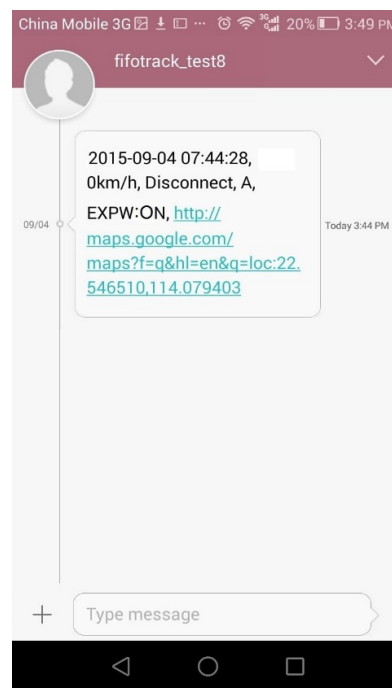 China Mobile 3G ... 3G G 20% 3:49 PM
fifotrack_test8
2015-09-04 07:44:28,
0km/h, Disconnect, A,
EXPW:ON, http://
maps.google.com/
maps?f=q&hl=en&q=loc:22.
546510,114.079403
09/04
Today 3:44 PM
Type message